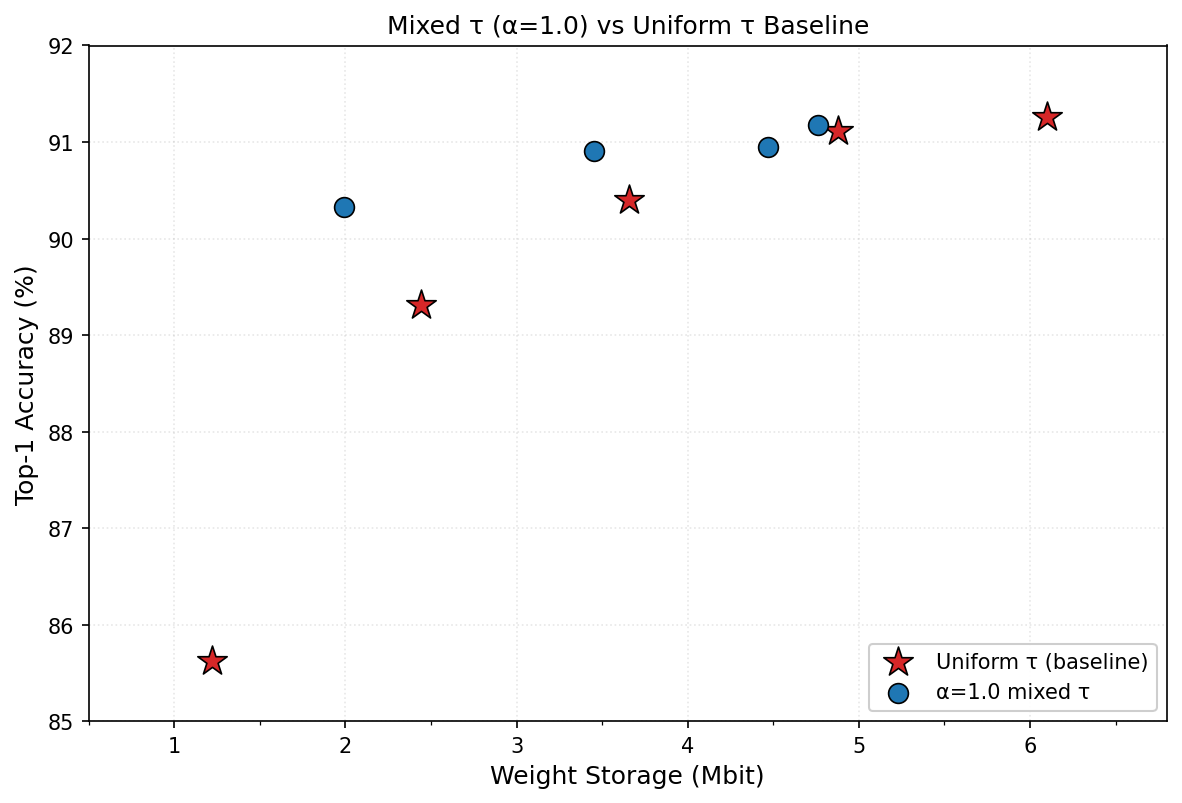 Mixed τ (α=1.0) vs Uniform τ Baseline
92
91
90
89
88
87
86
85
Top-1 Accuracy (%)
1 2 3 4 5 6
Weight Storage (Mbit)
Uniform τ (baseline)
α=1.0 mixed τ